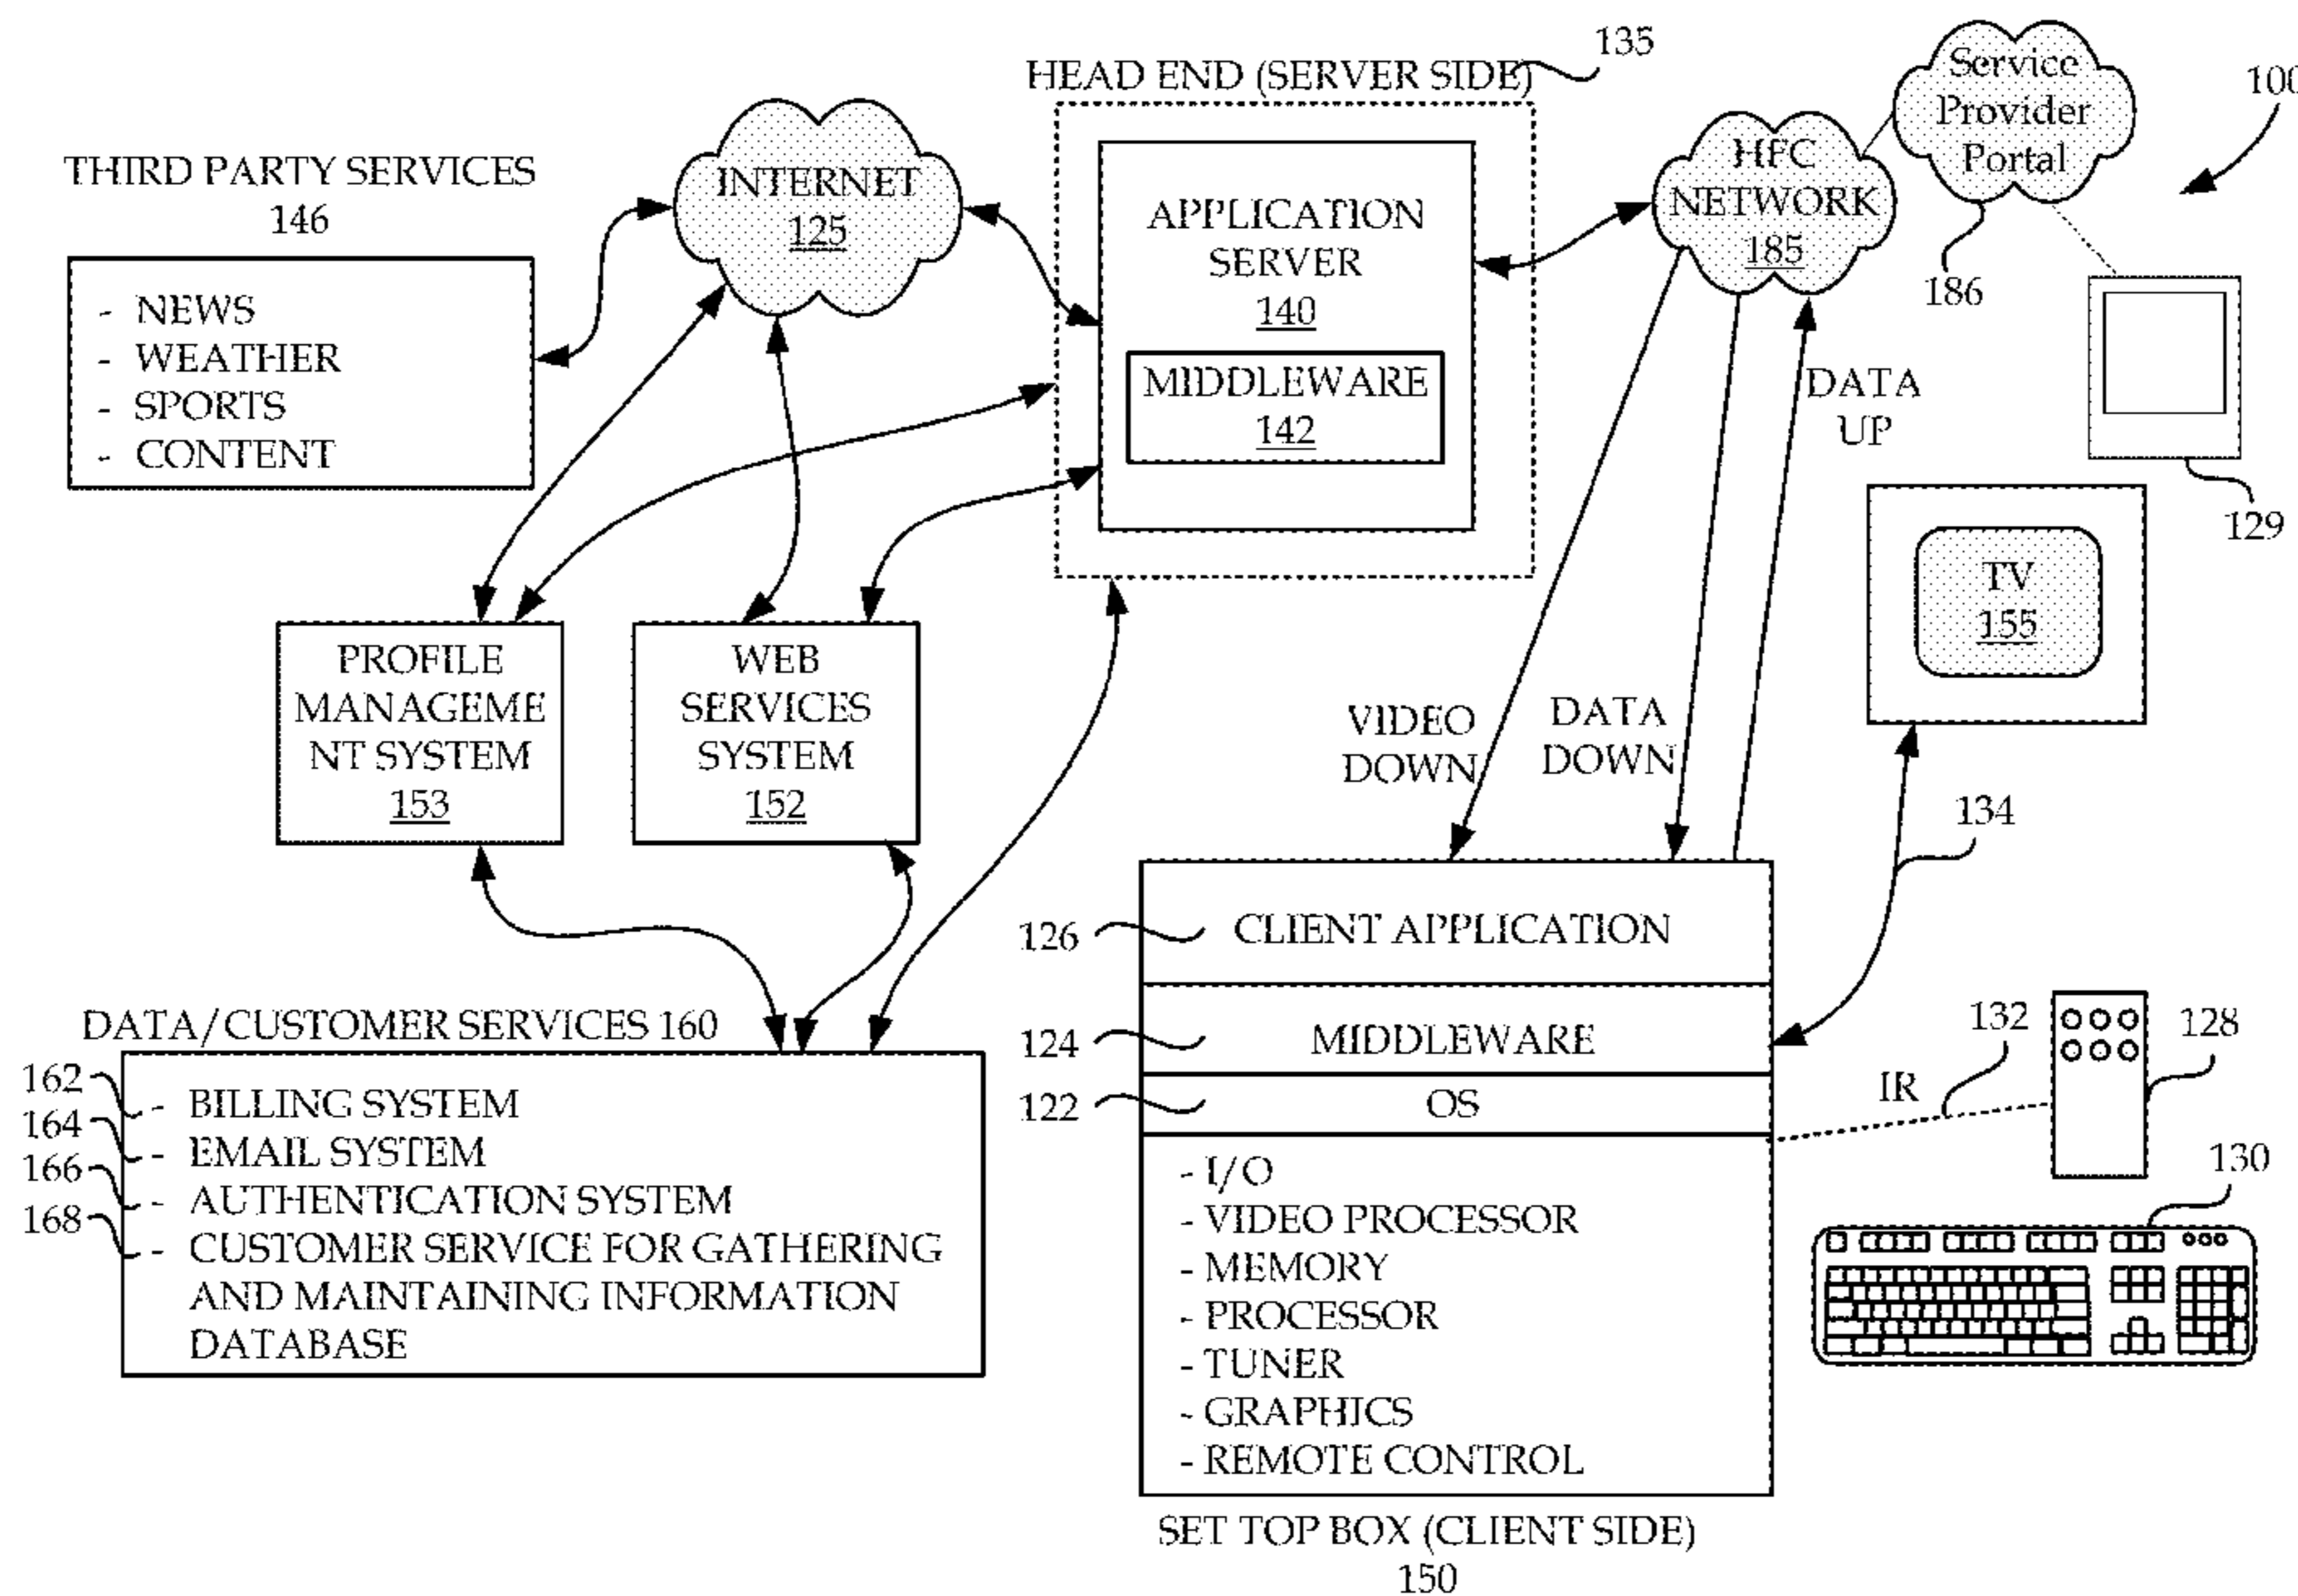 135
HEAD END (SERVER SIDE)
Service
Provider
Portal
100
186
129
THIRD PARTY SERVICES
146
- NEWS
- WEATHER
- SPORTS
- CONTENT
INTERNET
125
APPLICATION
SERVER
140
MIDDLEWARE
142
HFC
NETWORK
185
DATA
UP
TV
155
134
PROFILE
MANAGEME
NT SYSTEM
153
WEB
SERVICES
SYSTEM
152
VIDEO
DOWN
DATA
DOWN
DATA/CUSTOMER SERVICES 160
162
- BILLING SYSTEM
164
- EMAIL SYSTEM
166
- AUTHENTICATION SYSTEM
168
- CUSTOMER SERVICE FOR GATHERING
AND MAINTAINING INFORMATION
DATABASE
126
CLIENT APPLICATION
124
MIDDLEWARE
122
OS
- I/O
- VIDEO PROCESSOR
- MEMORY
- PROCESSOR
- TUNER
- GRAPHICS
- REMOTE CONTROL
SET TOP BOX (CLIENT SIDE)
150
IR
132
128
130